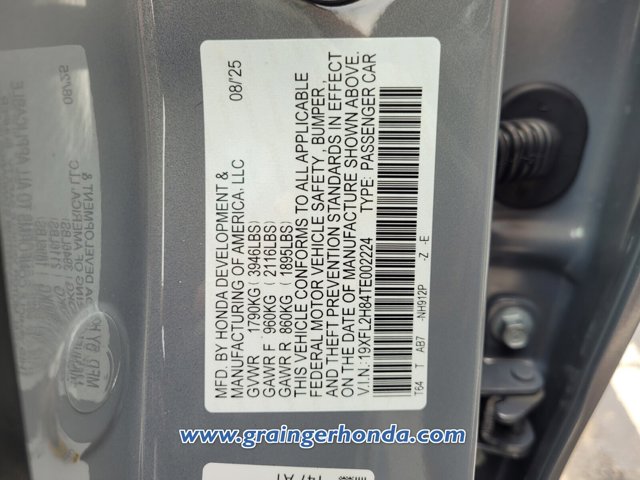 MFD. BY HONDA DEVELOPMENT & 08/'25
MANUFACTURING OF AMERICA, LLC
GVWR 1790KG (3946LBS)
GAWR F 960KG (2116LBS)
GAWR R 860KG (1895LBS)
THIS VEHICLE CONFORMS TO ALL APPLICABLE
FEDERAL MOTOR VEHICLE SAFETY, BUMPER,
AND THEFT PREVENTION STANDARDS IN EFFECT
ON THE DATE OF MANUFACTURE SHOWN ABOVE.
V.I.N.:19XFL2H84TE002224 TYPE: PASSENGER CAR
T64 T AB7 -NH912P -Z -E
www.graingerhonda.com